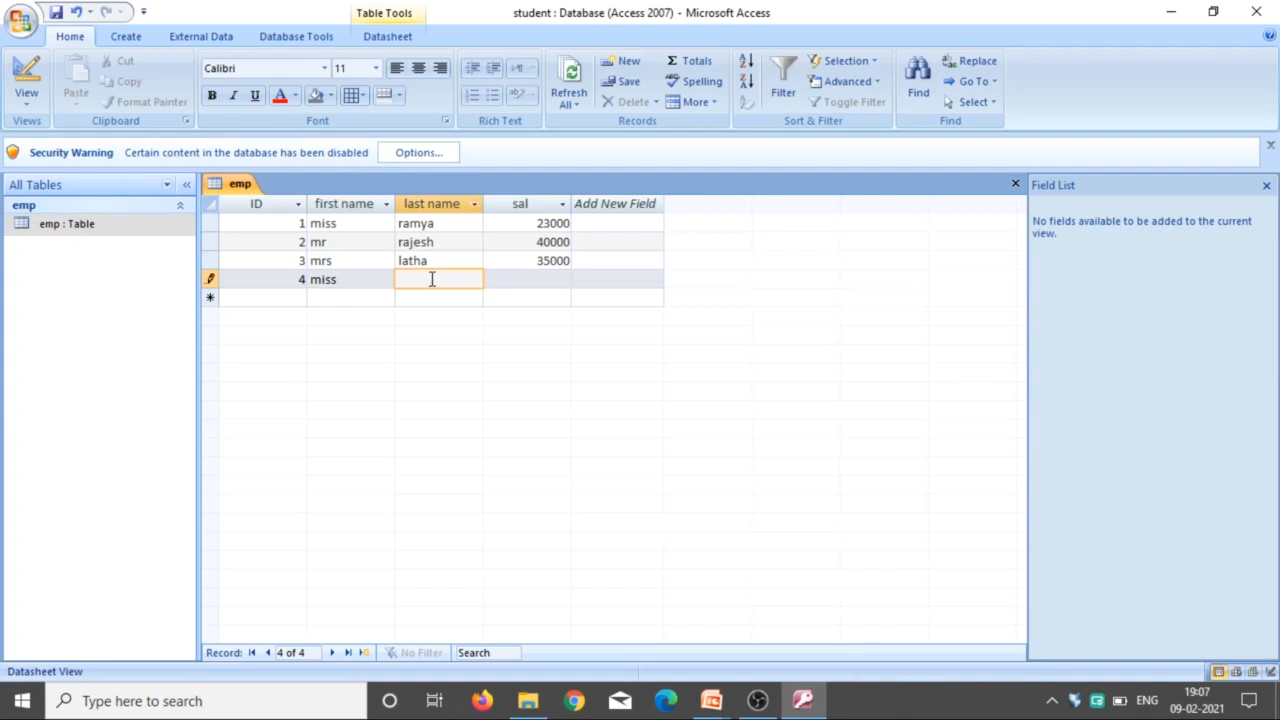 Table Tools
student : Database (Access 2007) - Microsoft Access
Home Create External Data Database Tools Datasheet
View
Views
Paste
Cut
Copy
Format Painter
Clipboard
Calibri 11
B I U A
Font
Rich Text
Refresh All
New
Save
Delete
Totals
Spelling
More
Records
Filter
Selection
Advanced
Toggle Filter
Sort & Filter
Find
Replace
Go To
Select
Find
Security Warning Certain content in the database has been disabled Options...
All Tables
emp
emp : Table
emp
ID first name last name sal Add New Field
1 miss ramya 23000
2 mr rajesh 40000
3 mrs latha 35000
4 miss
Field List
No fields available to be added to the current
view.
Record: 4 of 4 No Filter Search
Datasheet View
Type here to search
ENG
19:07
09-02-2021